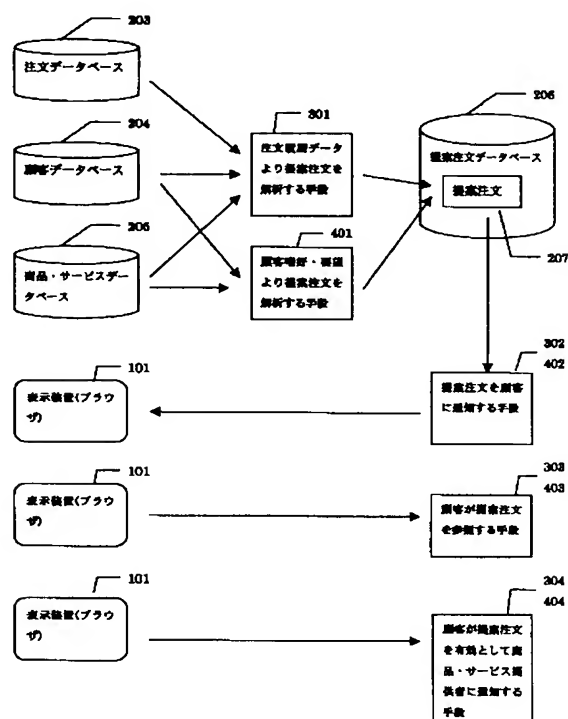 203
注文データベース
204
顧客データベース
205
商品・サービスデー
タベース
301
注文履歴データ
より提案注文を
解析する手段
401
顧客嗜好・要望
より提案注文を
解析する手段
206
提案注文データベース
提案注文
207
302
402
提案注文を顧客
に通知する手段
101
表示装置(ブラウ
ザ)
303
403
顧客が提案注文
を参照する手段
101
表示装置(ブラウ
ザ)
304
404
顧客が提案注文
を有効として商
品・サービス提
供者に通知する
手段
101
表示装置(ブラウ
ザ)